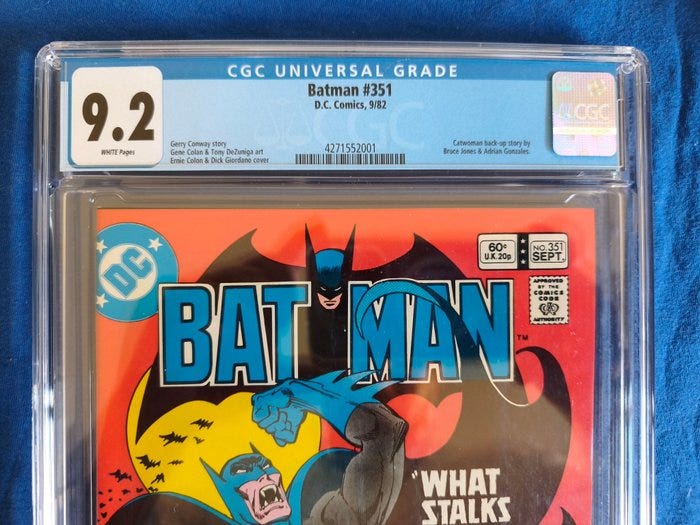 CGC UNIVERSAL GRADE
9.2
WHITE Pages
Batman #351
D.C. Comics, 9/82
Gerry Conway story
Gene Colan & Tony DeZuniga art
Ernie Colon & Dick Giordano cover
4271552001
Catwoman back-up story by
Bruce Jones & Adrian Gonzales.
CGC
DC
60¢
U.K. 20p
NO. 351
SEPT.
APPROVED
BY THE
COMICS
CODE
AUTHORITY
BATMAN
TM
"WHAT
STALKS